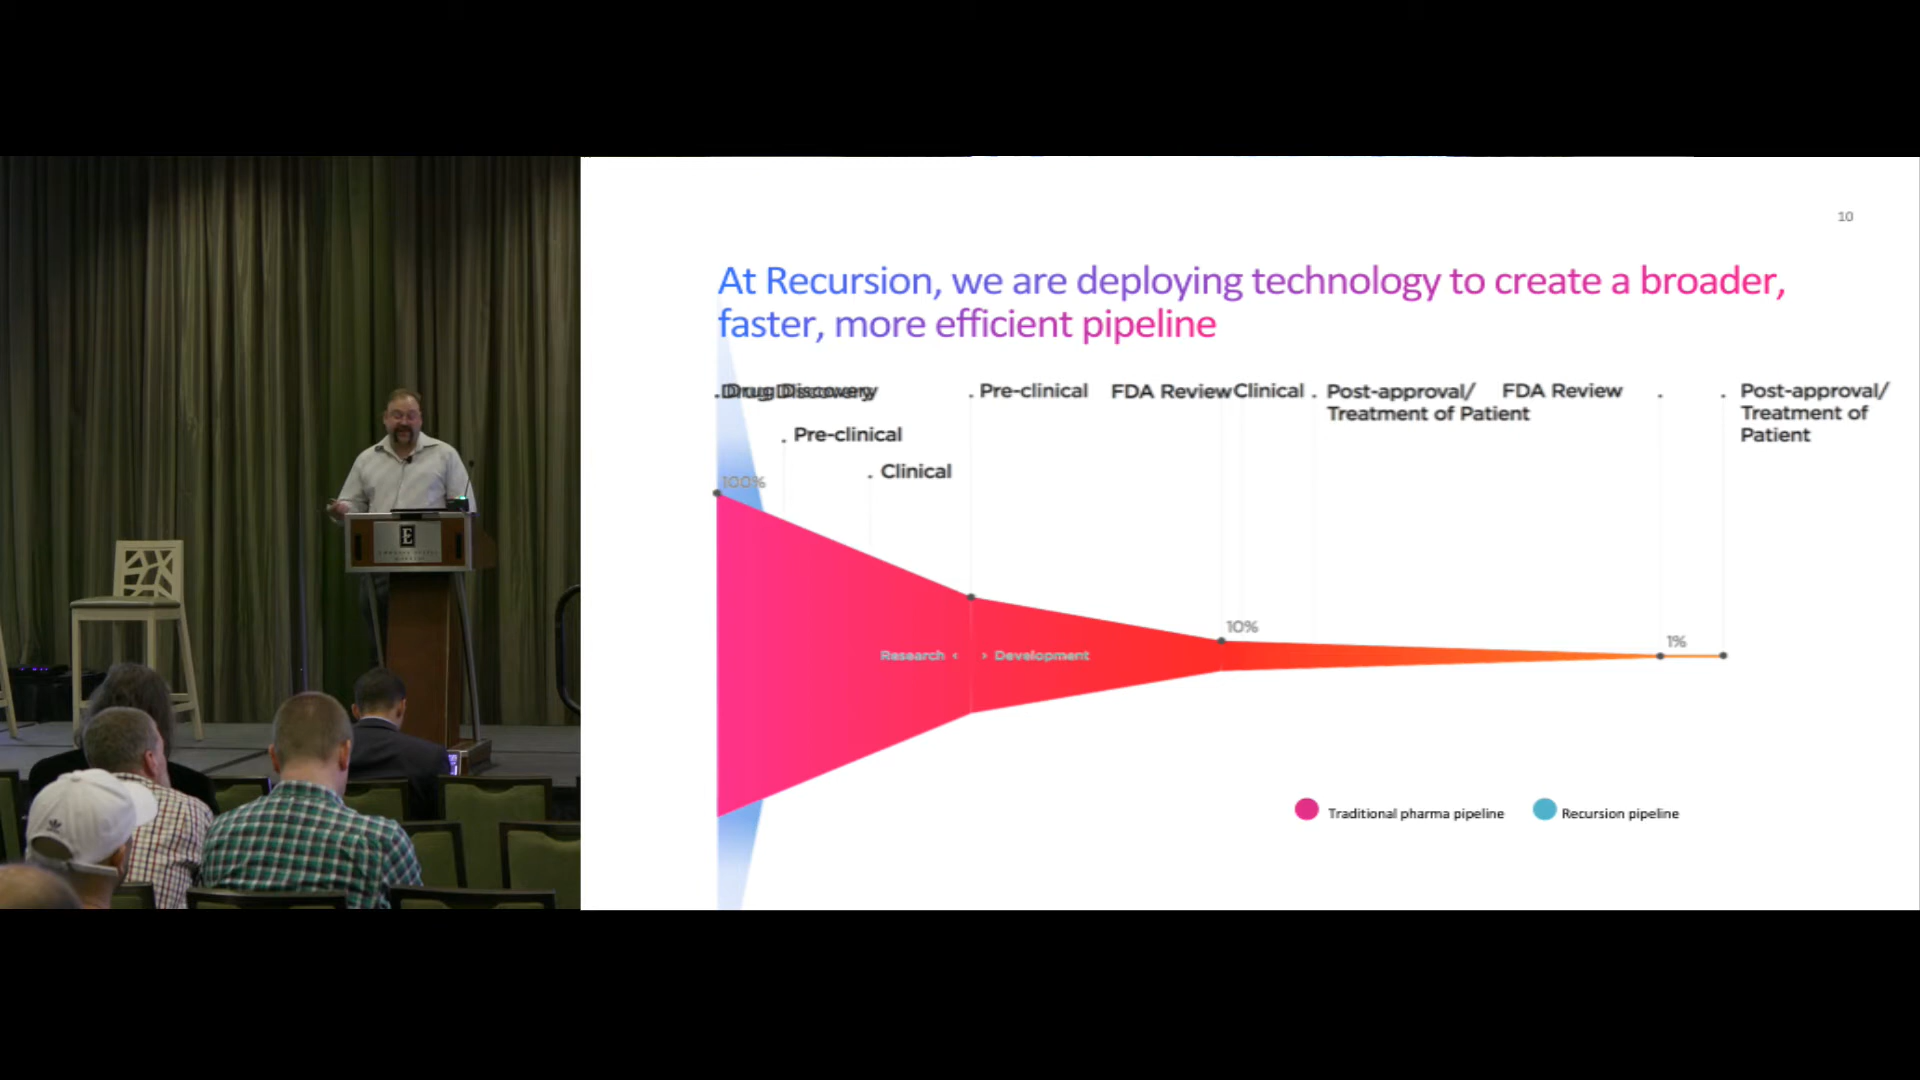 10
At Recursion, we are deploying technology to create a broader,
faster, more efficient pipeline
Drug Discovery
Pre-clinical
FDA Review
Clinical
Post-approval/
Treatment of Patient
FDA Review
Post-approval/
Treatment of
Patient
Pre-clinical
Clinical
100%
10%
1%
Research ‹ › Development
Traditional pharma pipeline
Recursion pipeline
E